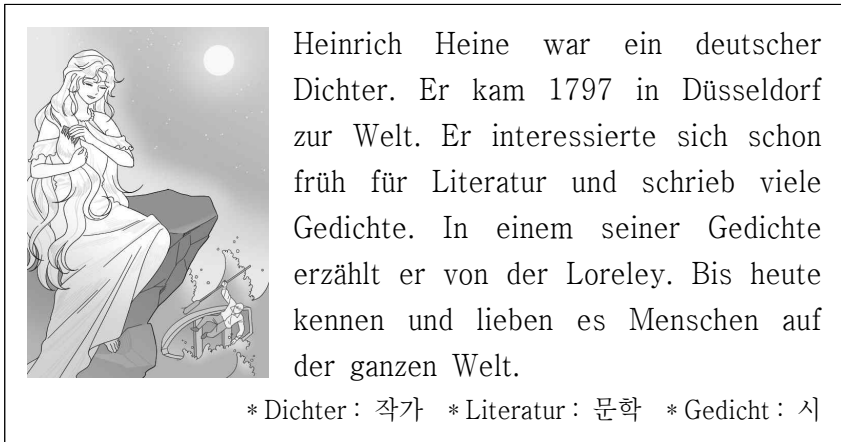 Heinrich Heine war ein deutscher
Dichter. Er kam 1797 in Düsseldorf
zur Welt. Er interessierte sich schon
früh für Literatur und schrieb viele
Gedichte. In einem seiner Gedichte
erzählt er von der Loreley. Bis heute
kennen und lieben es Menschen auf
der ganzen Welt.
* Dichter : 작가 * Literatur : 문학 * Gedicht : 시